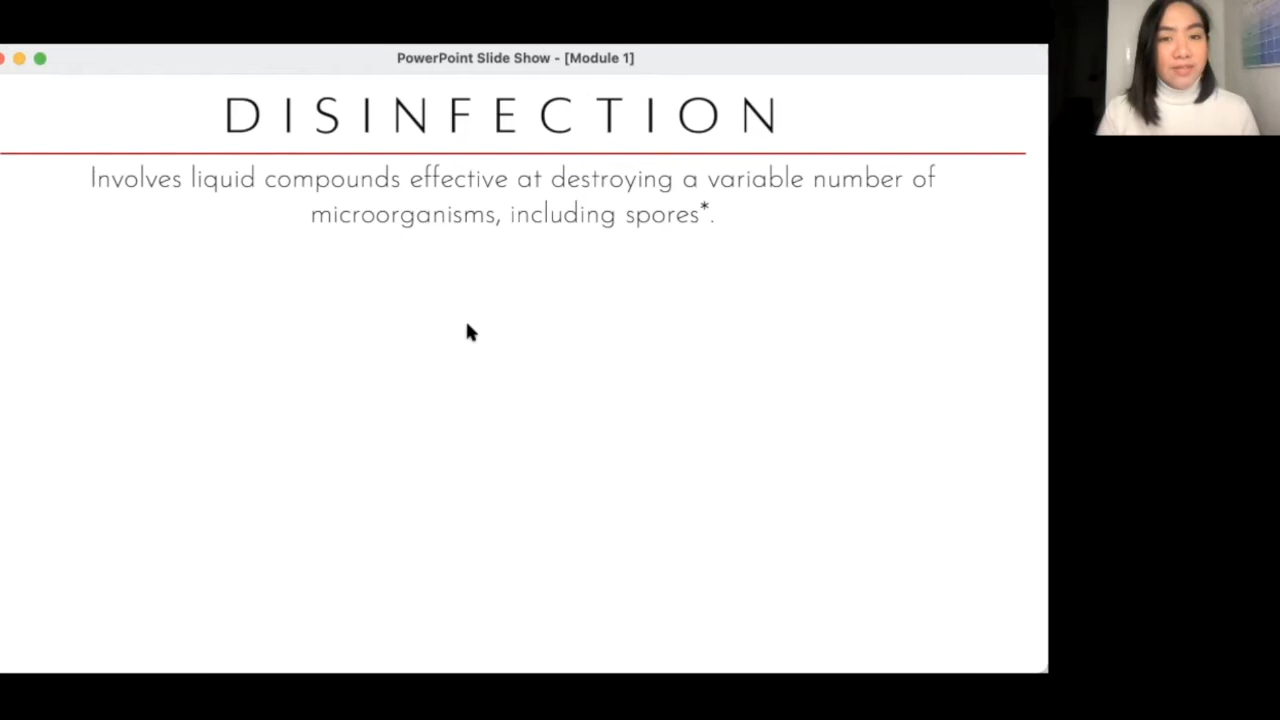 PowerPoint Slide Show - [Module 1]
DISINFECTION
Involves liquid compounds effective at destroying a variable number of
microorganisms, including spores*.